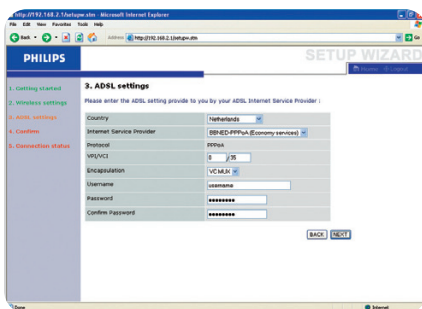 http://192.168.2.1/setupw.stm - Microsoft Internet Explorer
File Edit View Favorites Tools Help
Back
Address http://192.168.2.1/setupw.stm Go
PHILIPS
SETUP WIZARD
Home Logout
1. Getting started
2. Wireless settings
3. ADSL settings
4. Confirm
5. Connection status
3. ADSL settings
Please enter the ADSL setting provide to you by your ADSL Internet Service Provider :
Country Netherlands
Internet Service Provider BBNED-PPPoA (Economy services)
Protocol PPPoA
VPI/VCI 8 /35
Encapsulation VC MUX
Username username
Password ●●●●●●●●
Confirm Password ●●●●●●●●
BACK NEXT
Done Internet